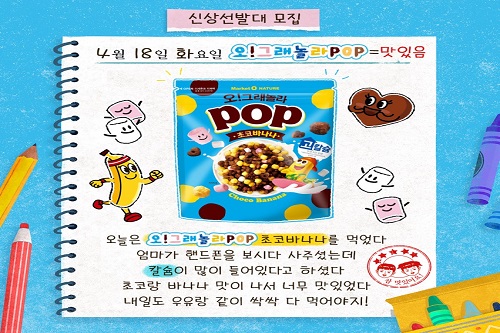 신상선발대 모집
4월 18일 화요일 오!그래놀라POP=맛있음
Market O NATURE
오!그래놀라
POP
초코바나나
고칼슘
Choco Banana
오늘은 오!그래놀라POP 초코바나나를 먹었다
엄마가 핸드폰을 보시다 사주셨는데
칼슘이 많이 들어있다고 하셨다
초코랑 바나나 맛이 나서 너무 맛있었다
내일도 우유랑 같이 싹싹 다 먹어야지!
참 맛있어요!